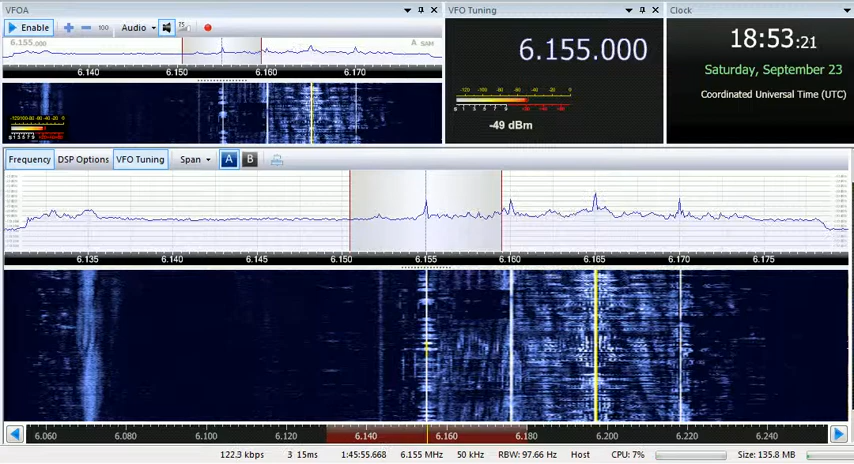 VFOA
VFO Tuning
Clock
Enable
100
Audio
75
6.155.000
A SAM
6.140 6.150 6.160 6.170
6.155.000
-49 dBm
18:53:21
Saturday, September 23
Coordinated Universal Time (UTC)
Frequency DSP Options VFO Tuning Span A B
6.135 6.140 6.145 6.150 6.155 6.160 6.165 6.170 6.175
6.060 6.080 6.100 6.120 6.140 6.160 6.180 6.200 6.220 6.240
122.3 kbps 3 15ms 1:45:55.668 6.155 MHz 50 kHz RBW: 97.66 Hz Host CPU: 7% Size: 135.8 MB